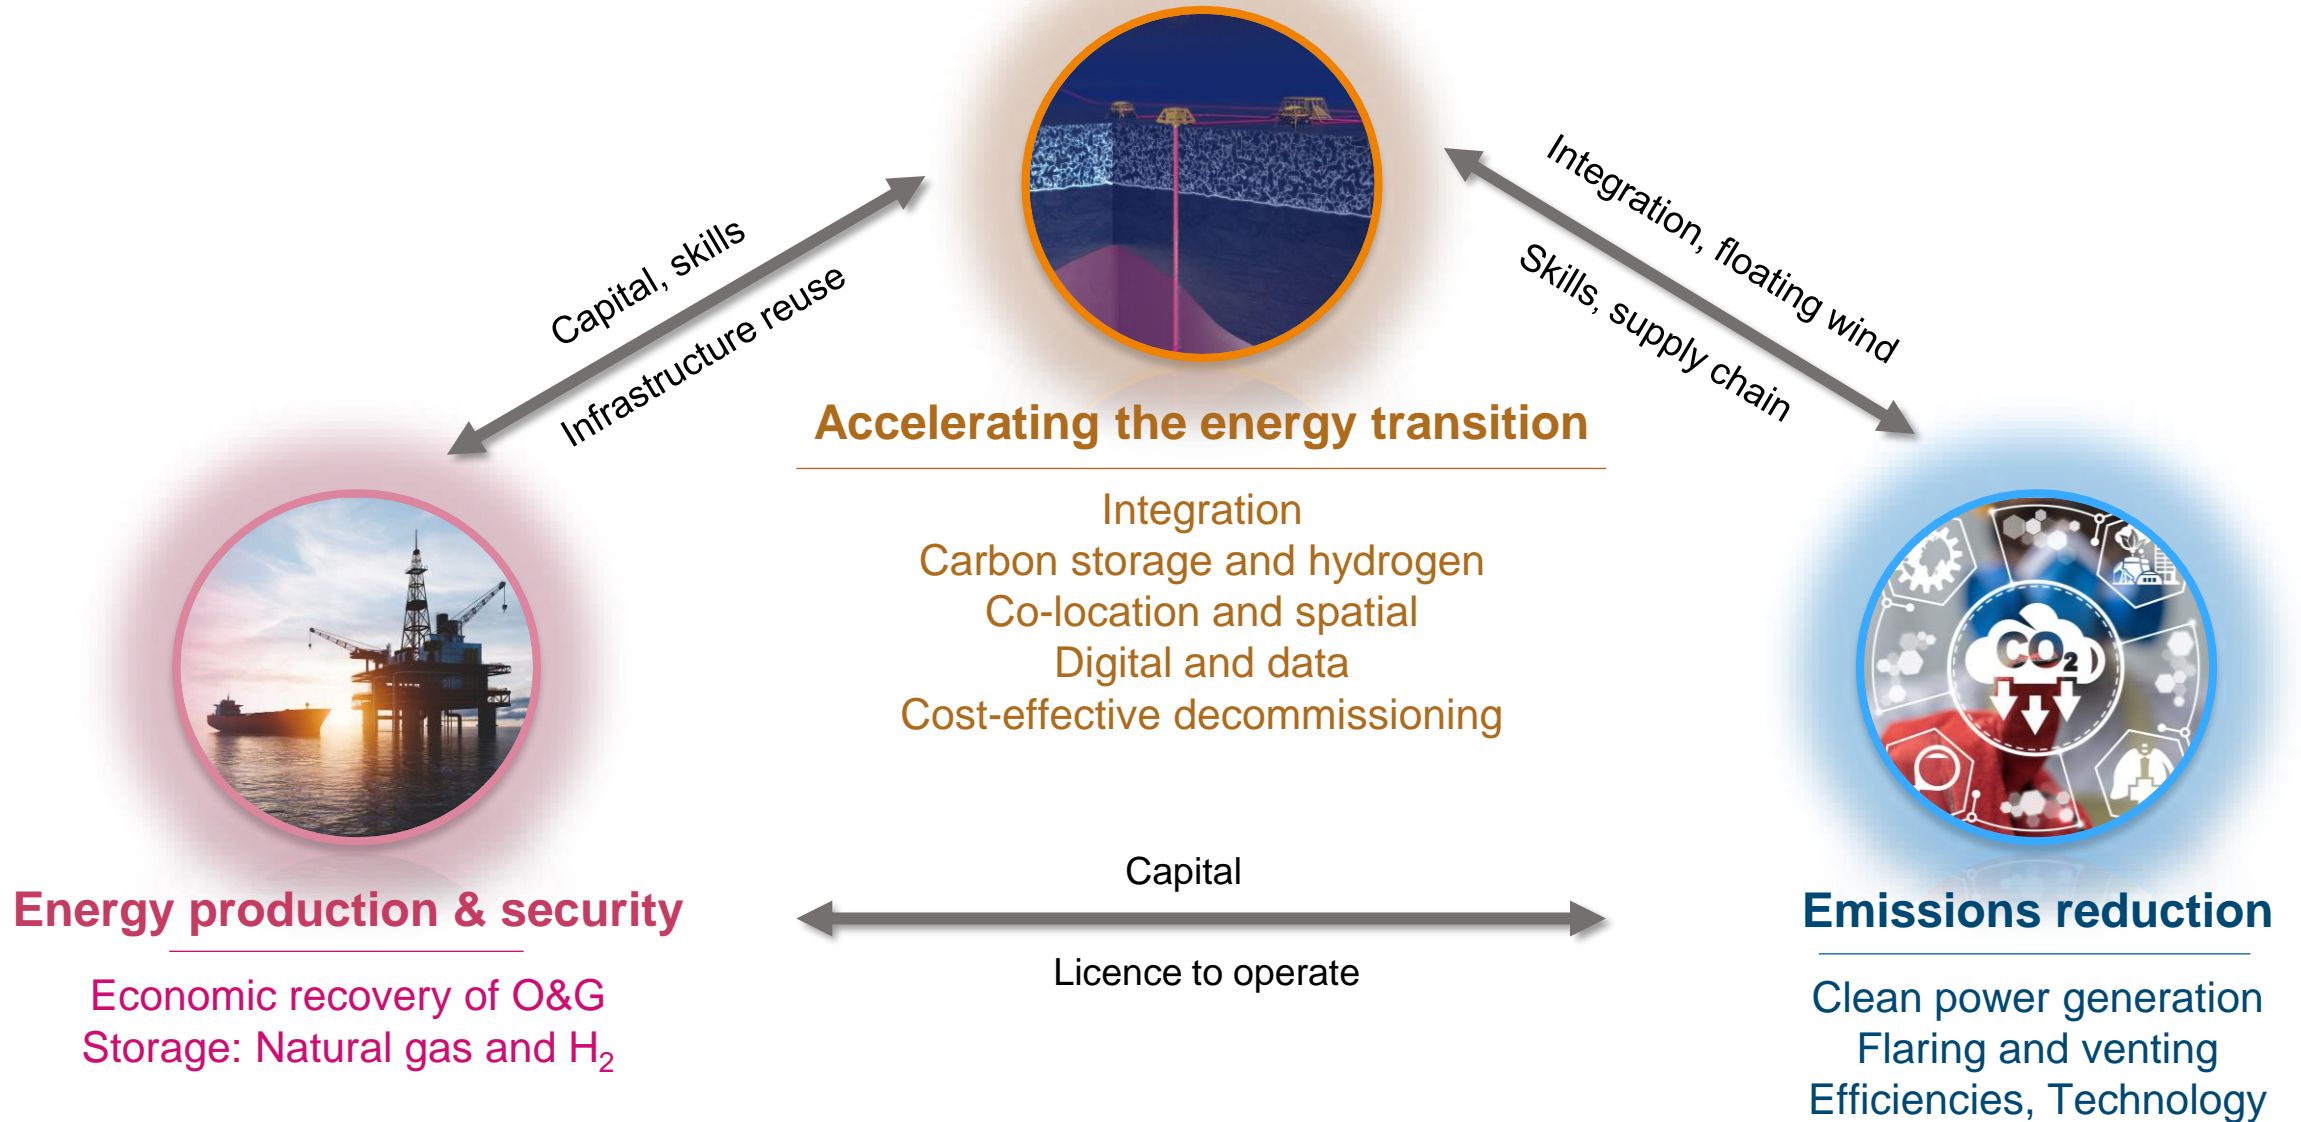 Capital, skills
Infrastructure reuse
Integration, floating wind
Skills, supply chain
Accelerating the energy transition
Integration
Carbon storage and hydrogen
Co-location and spatial
Digital and data
Cost-effective decommissioning
CO₂
Capital
Licence to operate
Energy production & security
Economic recovery of O&G
Storage: Natural gas and H₂
Emissions reduction
Clean power generation
Flaring and venting
Efficiencies, Technology